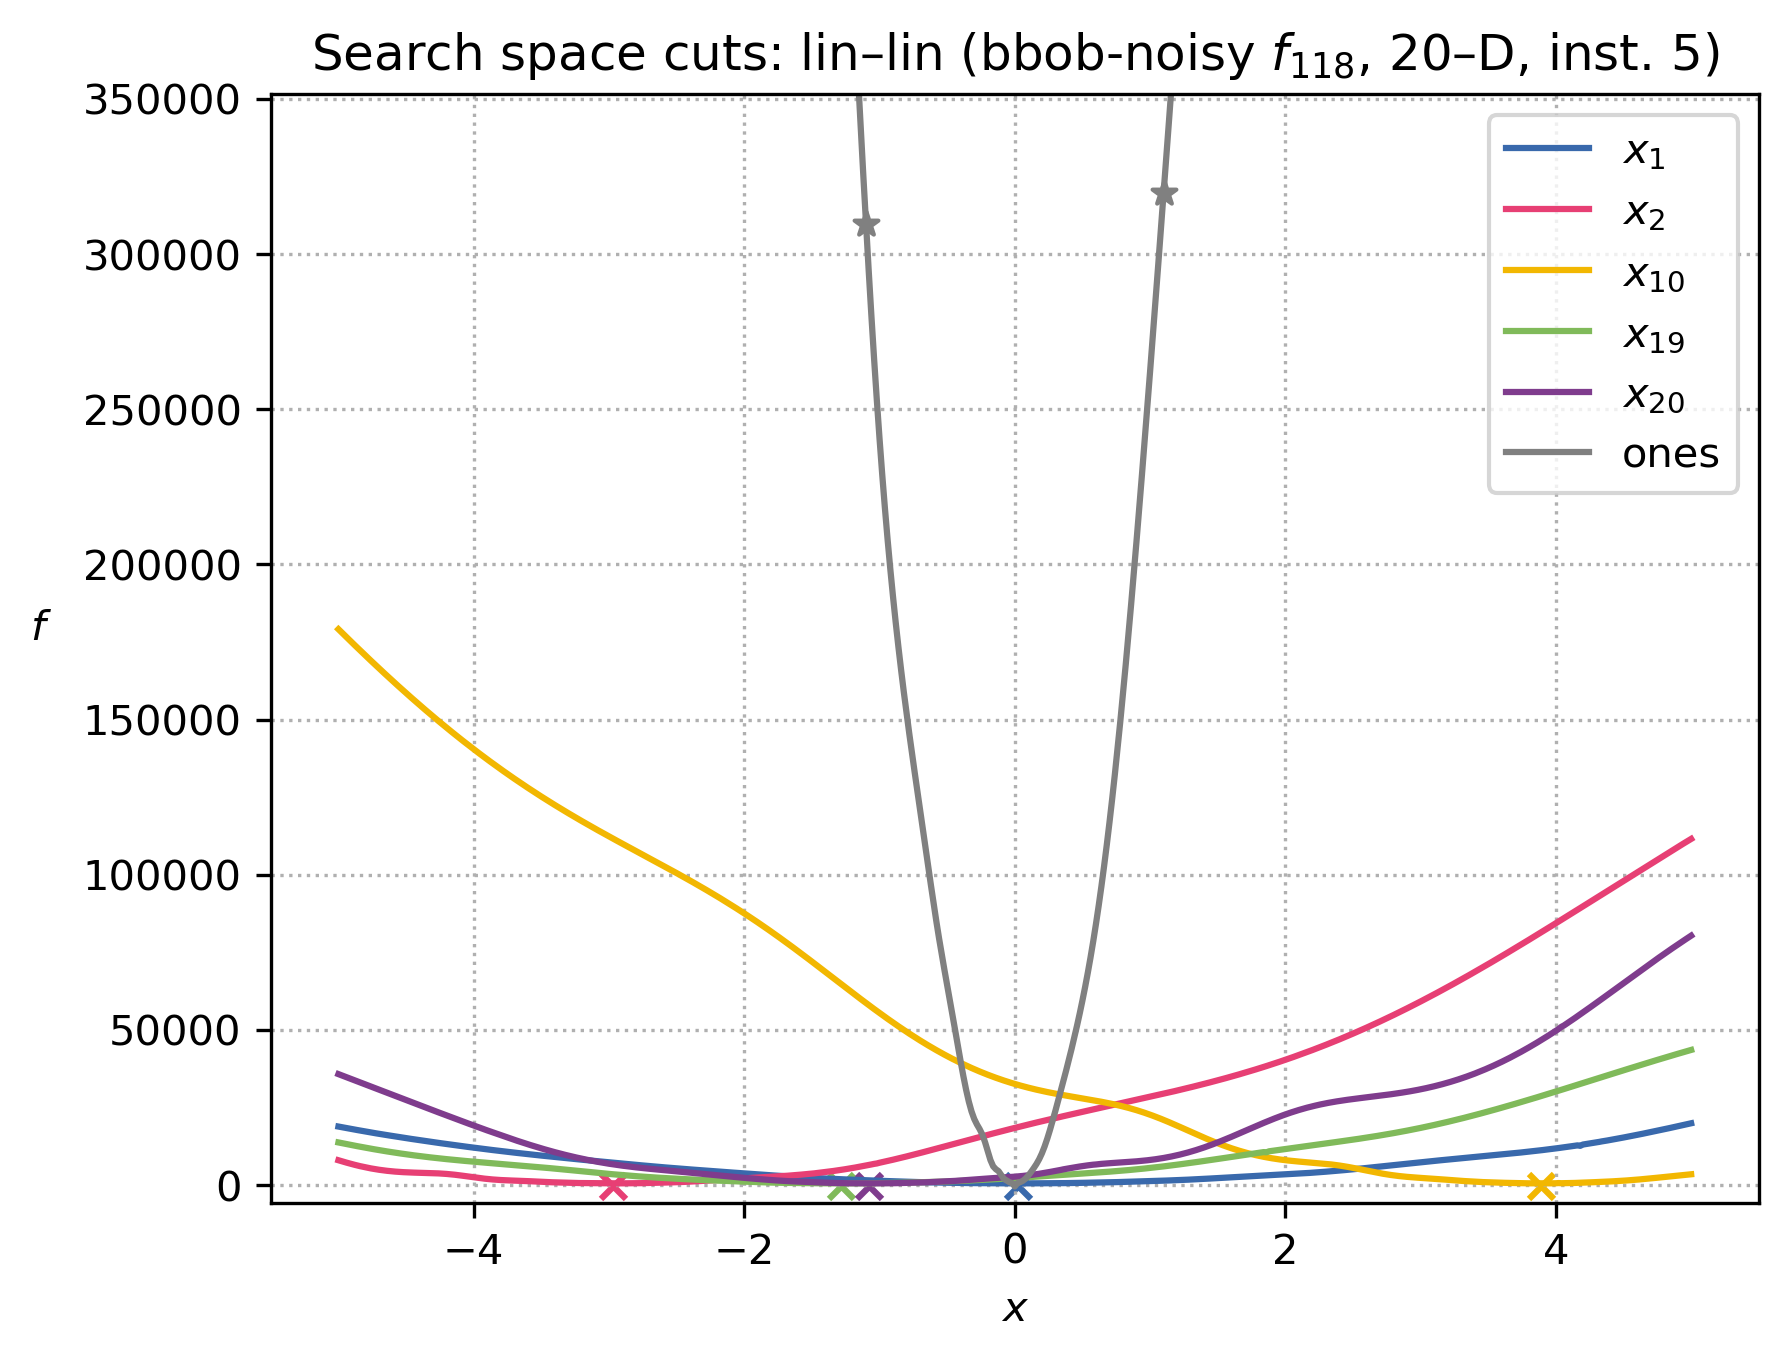 Search space cuts: lin–lin (bbob-noisy f₁₁₈, 20–D, inst. 5)
350000
300000
250000
200000
150000
100000
50000
0
f
x₁
x₂
x₁₀
x₁₉
x₂₀
ones
−4 −2 0 2 4
x